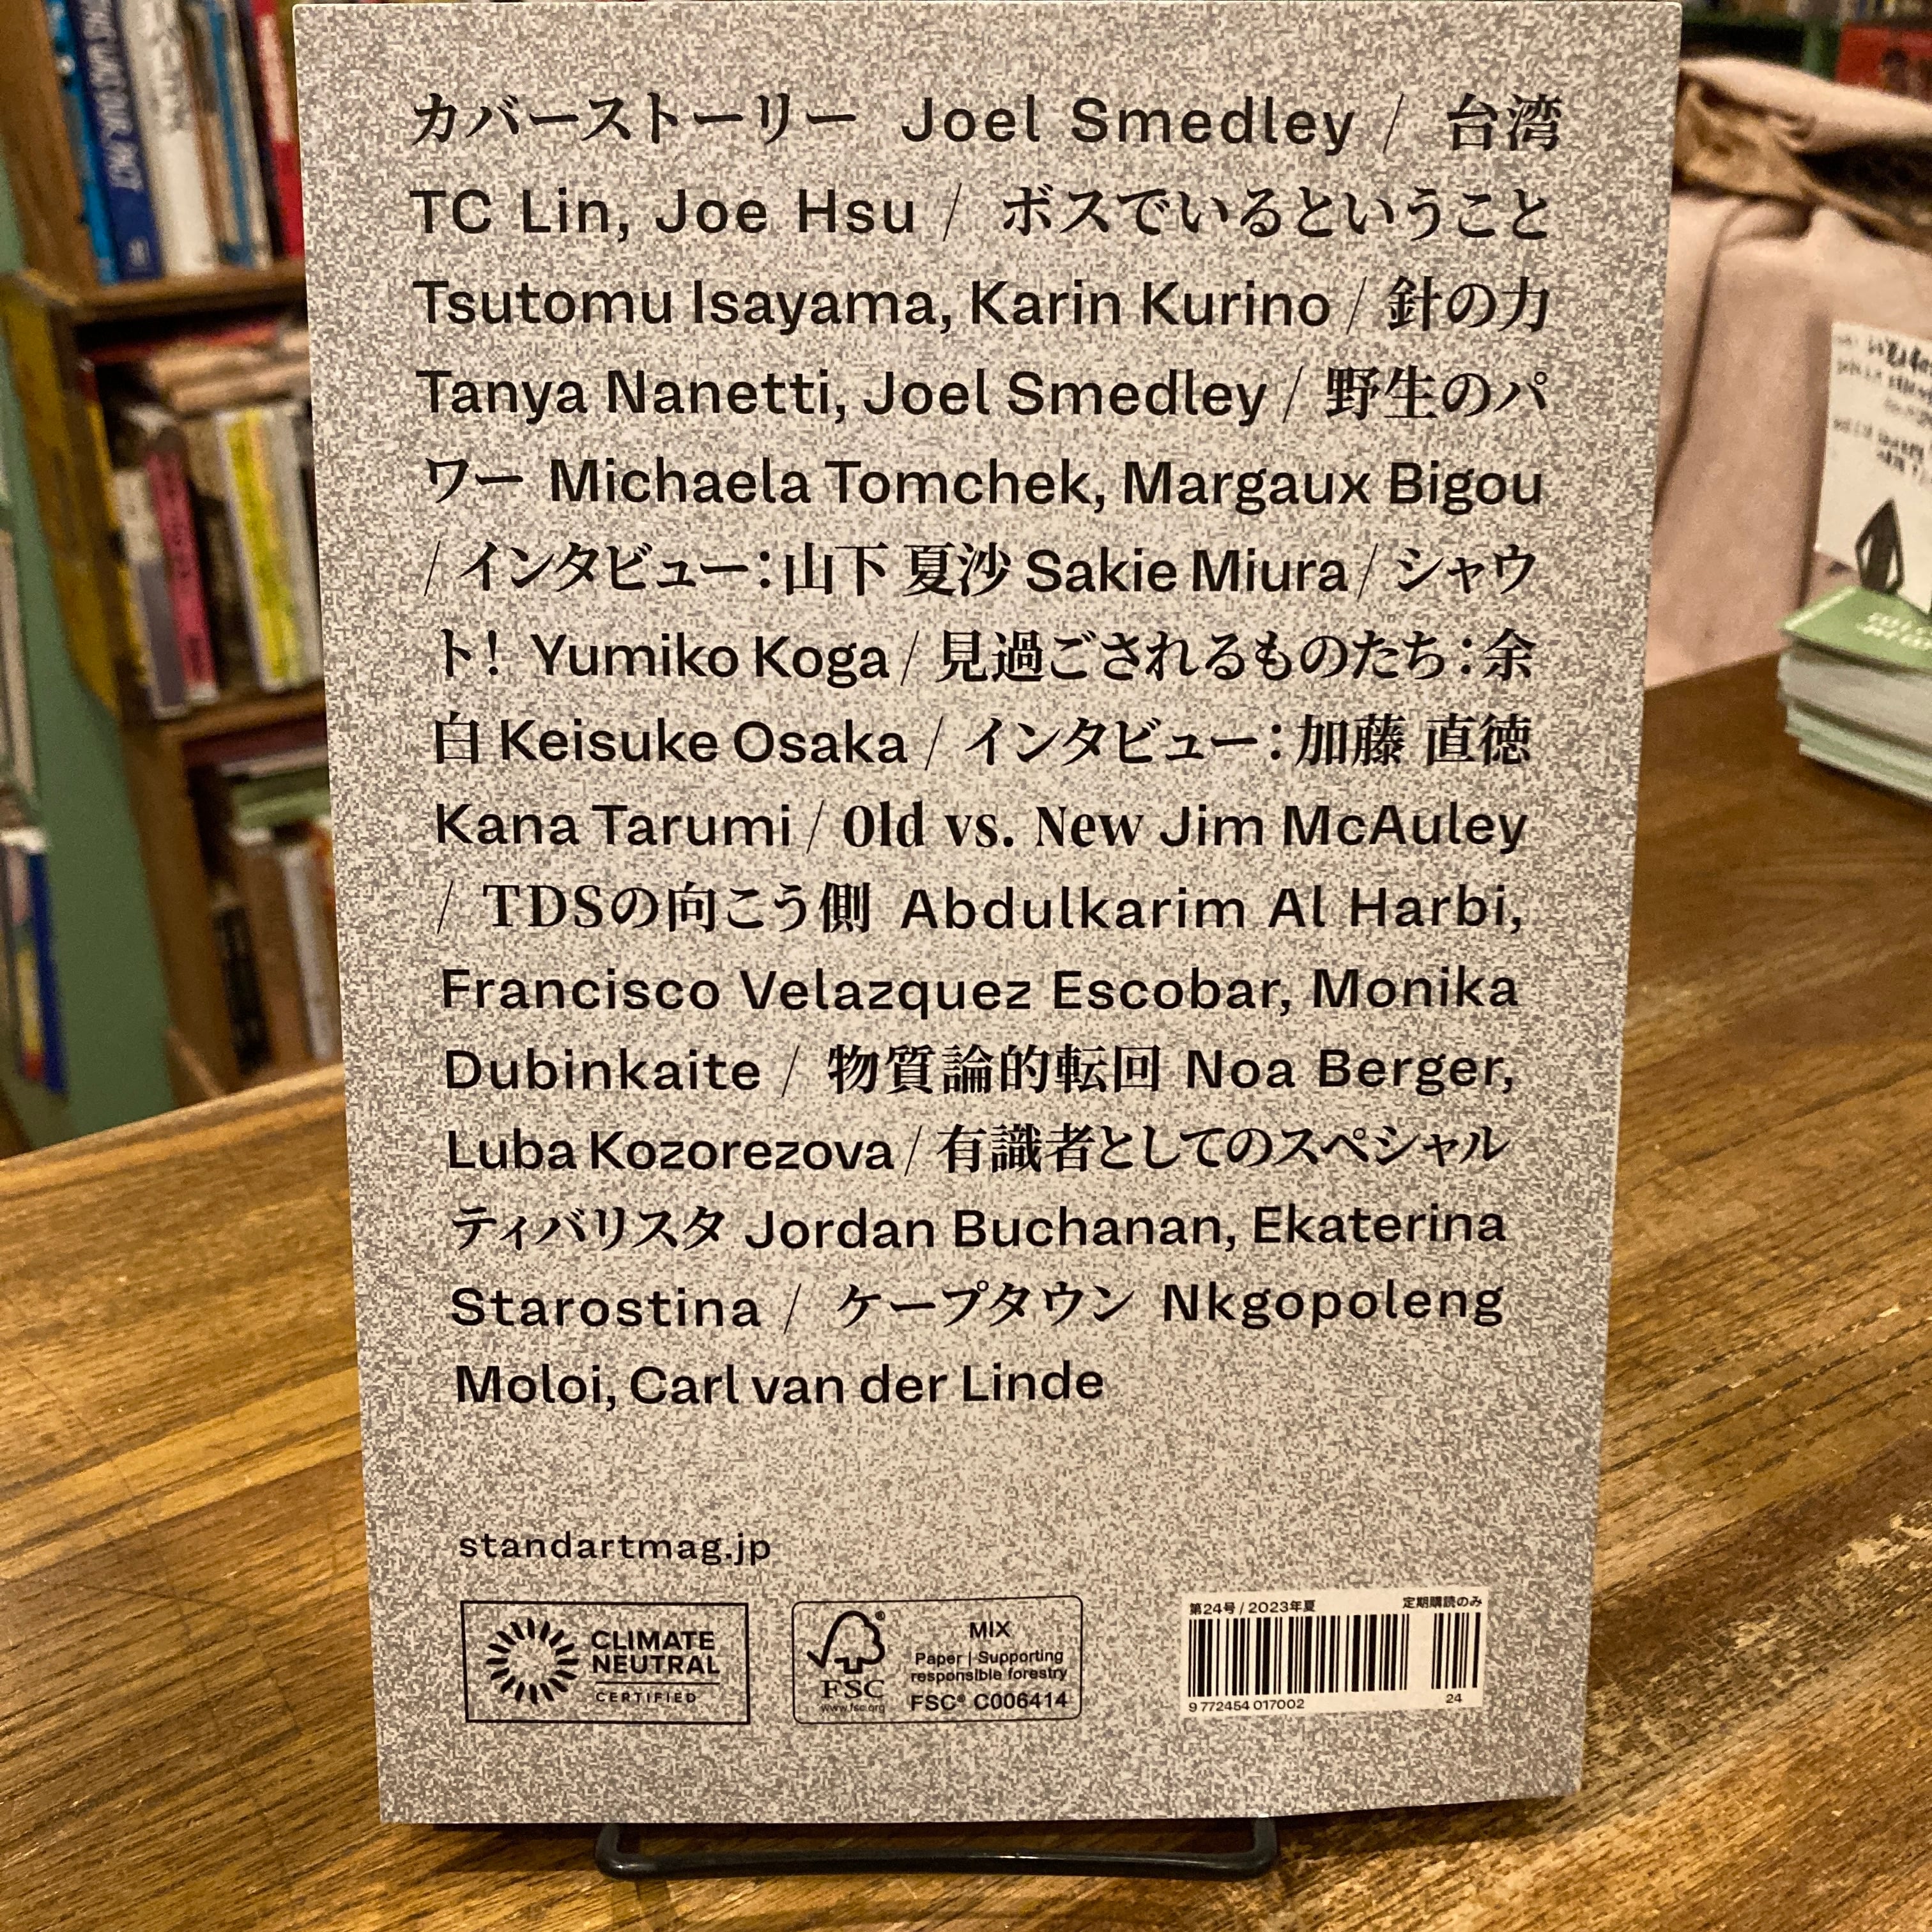 カバーストーリー Joel Smedley / 台湾
TC Lin, Joe Hsu / ボスでいるということ
Tsutomu Isayama, Karin Kurino / 針の力
Tanya Nanetti, Joel Smedley / 野生のパ
ワー Michaela Tomchek, Margaux Bigou
/ インタビュー：山下 夏沙 Sakie Miura / シャウ
ト！ Yumiko Koga / 見過ごされるものたち：余
白 Keisuke Osaka / インタビュー：加藤 直徳
Kana Tarumi / Old vs. New Jim McAuley
/ TDSの向こう側 Abdulkarim Al Harbi,
Francisco Velazquez Escobar, Monika
Dubinkaite / 物質論的転回 Noa Berger,
Luba Kozorezova / 有識者としてのスペシャル
ティバリスタ Jordan Buchanan, Ekaterina
Starostina / ケープタウン Nkgopoleng
Moloi, Carl van der Linde
standartmag.jp
CLIMATE
NEUTRAL
CERTIFIED
FSC®
www.fsc.org
MIX
Paper | Supporting
responsible forestry
FSC® C006414
第24号 / 2023年夏 定期購読のみ
9 772454 017002 24